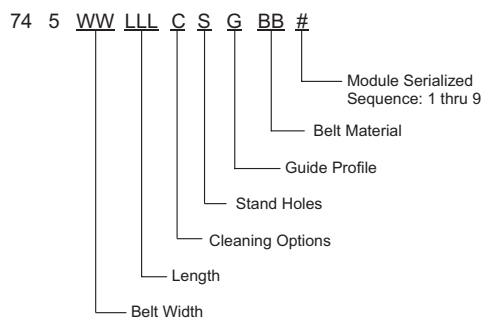 74 5 WW LLL C S G BB #
Module Serialized
Sequence: 1 thru 9
Belt Material
Guide Profile
Stand Holes
Cleaning Options
Length
Belt Width